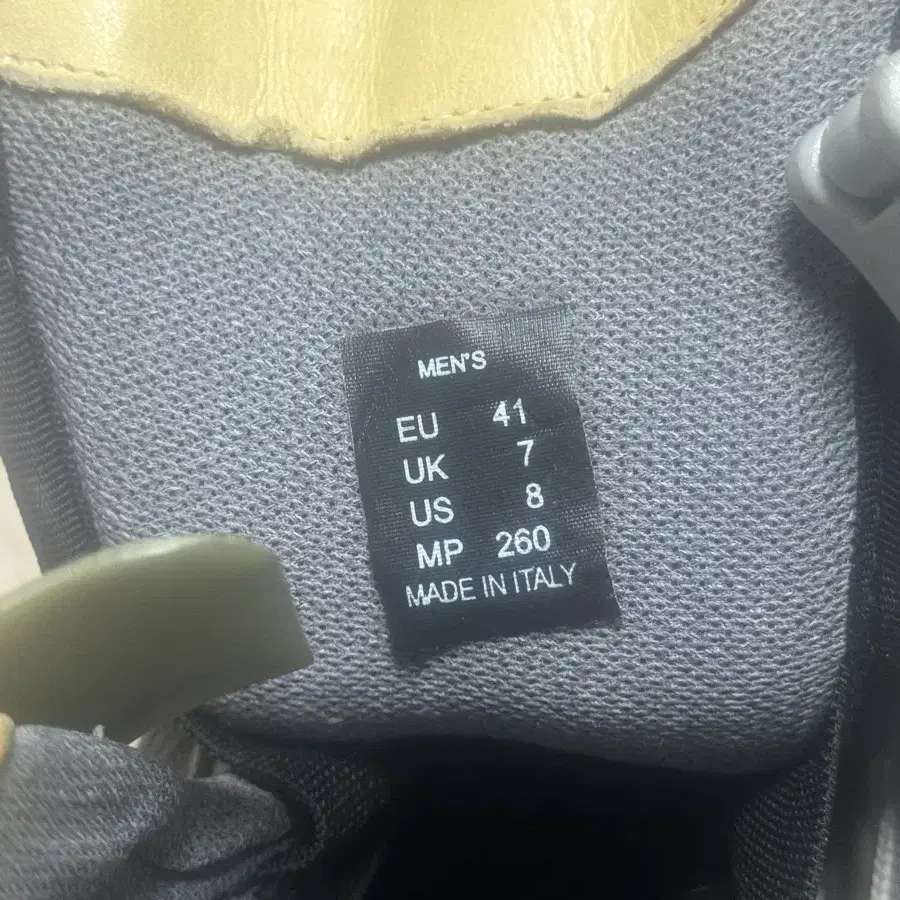 MEN'S
EU 41
UK 7
US 8
MP 260
MADE IN ITALY